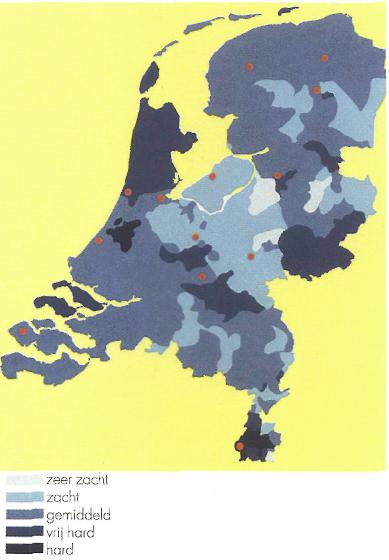 zeer zacht
zacht
gemiddeld
vrij hard
hard